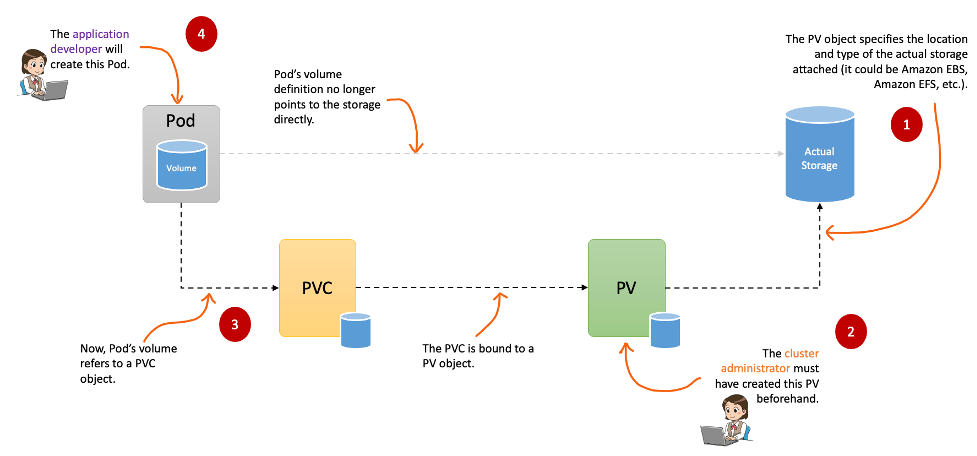 The application
developer will
create this Pod.
4
Pod's volume
definition no longer
points to the storage
directly.
The PV object specifies the location
and type of the actual storage
attached (it could be Amazon EBS,
Amazon EFS, etc.).
1
Pod
Volume
Actual
Storage
PVC
PV
3
Now, Pod's volume
refers to a PVC
object.
The PVC is bound to a
PV object.
2
The cluster
administrator must
have created this PV
beforehand.